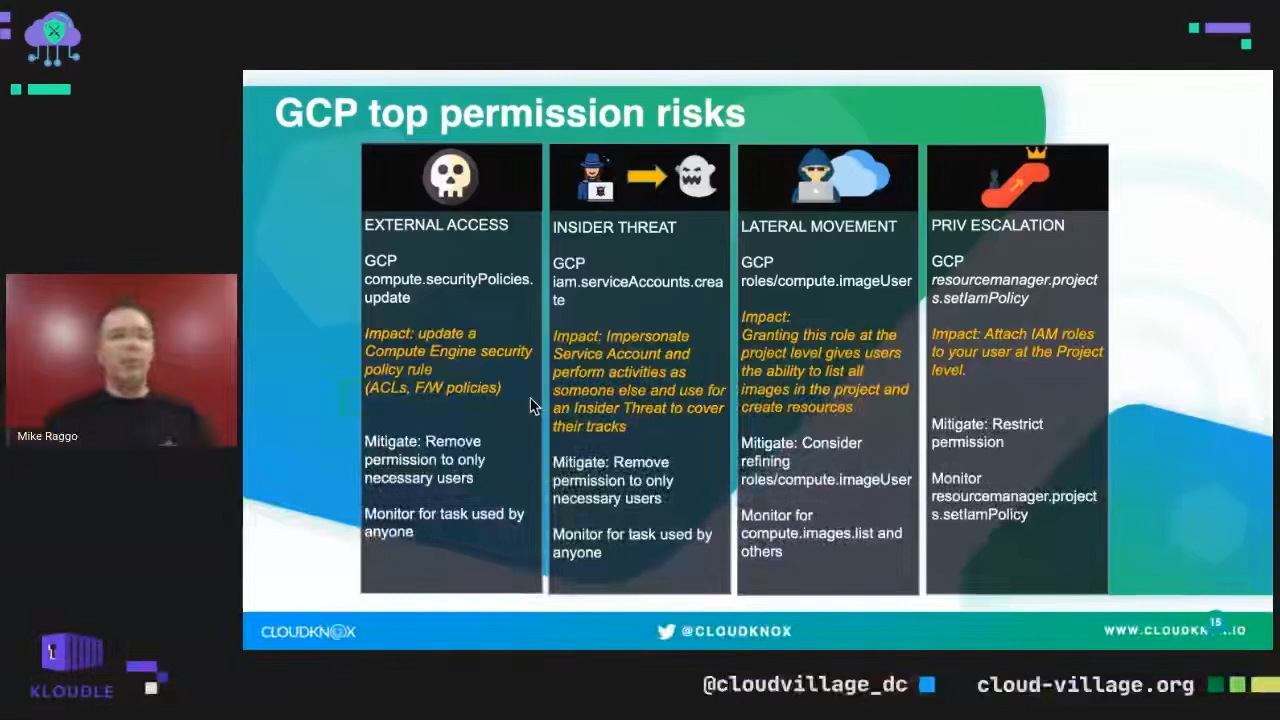 GCP top permission risks
EXTERNAL ACCESS
GCP
compute.securityPolicies.
update
Impact: update a
Compute Engine security
policy rule
(ACLs, F/W policies)
Mitigate: Remove
permission to only
necessary users
Monitor for task used by
anyone
INSIDER THREAT
GCP
iam.serviceAccounts.crea
te
Impact: Impersonate
Service Account and
perform activities as
someone else and use for
an Insider Threat to cover
their tracks
Mitigate: Remove
permission to only
necessary users
Monitor for task used by
anyone
LATERAL MOVEMENT
GCP
roles/compute.imageUser
Impact:
Granting this role at the
project level gives users
the ability to list all
images in the project and
create resources
Mitigate: Consider
refining
roles/compute.imageUser
Monitor for
compute.images.list and
others
PRIV ESCALATION
GCP
resourcemanager.project
s.setIamPolicy
Impact: Attach IAM roles
to your user at the Project
level.
Mitigate: Restrict
permission
Monitor
resourcemanager.project
s.setIamPolicy
Mike Raggo
CLOUDKNOX
@CLOUDKNOX
15
KLOUDLE
@cloudvillage_dc
cloud-village.org